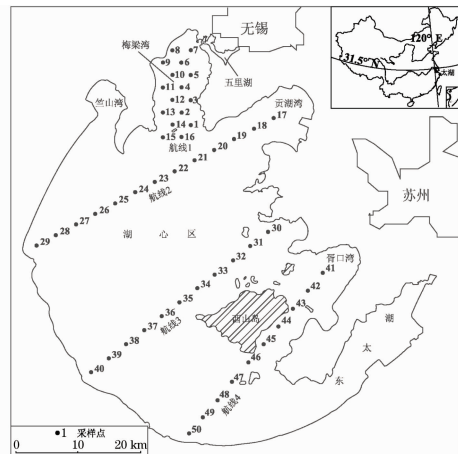 无锡
120° E
31.5° N
太湖
梅梁湾
8 7
9 6
10 5
11 4
12 3
13 2
14 1
15 16
航线1
五里湖
竺山湾
贡湖湾
17
18
19
20
21
22
23
24
25
26
27
28
29
航线2
苏州
湖心区
30
31
32
33
34
35
36
37
38
39
40
航线3
胥口湾
41
42
43
44
45
46
47
48
49
50
航线4
西山岛
东
太
湖
1 采样点
0 10 20 km